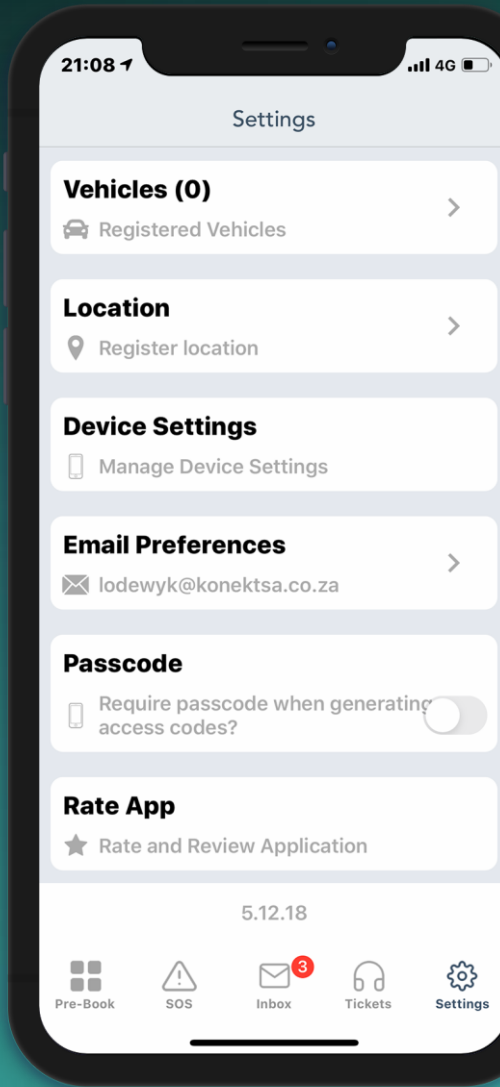 21:08
4G
Settings
Vehicles (0)
Registered Vehicles
Location
Register location
Device Settings
Manage Device Settings
Email Preferences
lodewyk@konektsa.co.za
Passcode
Require passcode when generating
access codes?
Rate App
Rate and Review Application
5.12.18
3
Pre-Book
SOS
Inbox
Tickets
Settings